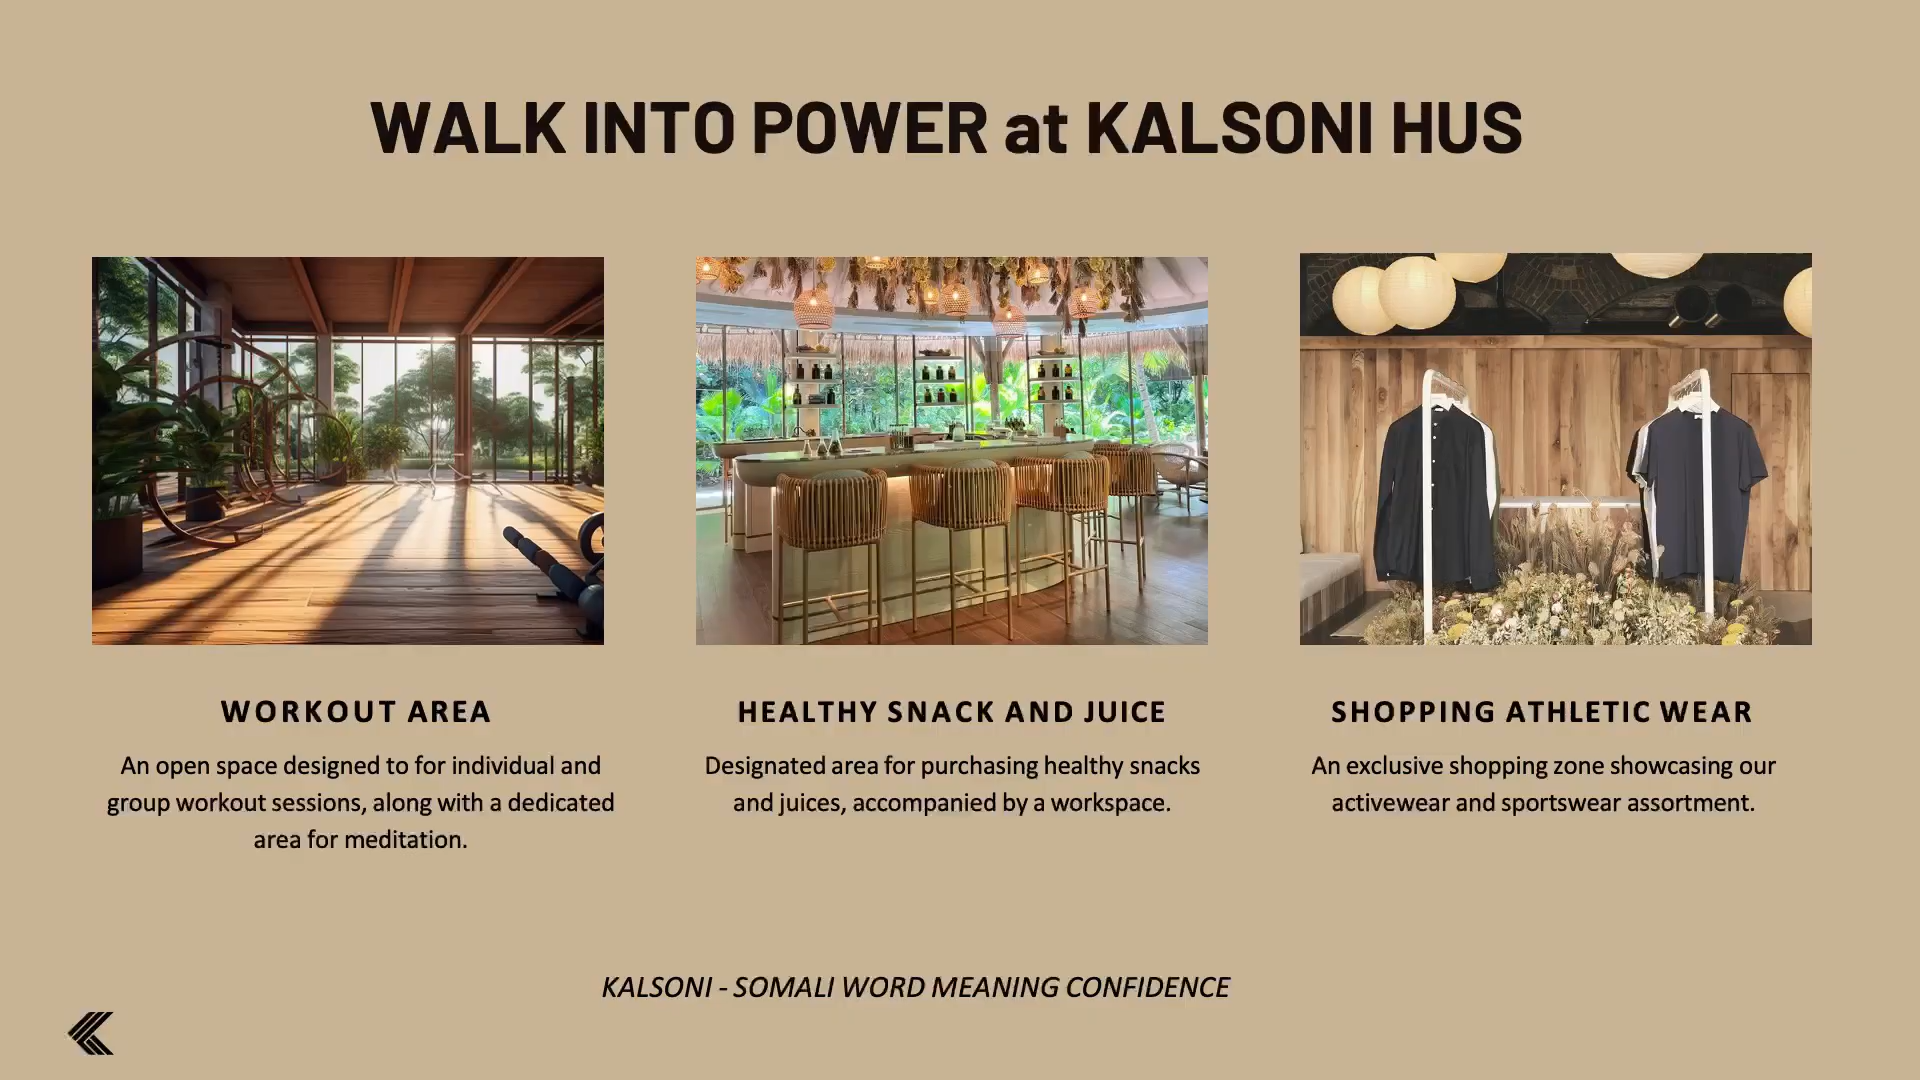 WALK INTO POWER at KALSONI HUS
WORKOUT AREA
An open space designed to for individual and
group workout sessions, along with a dedicated
area for meditation.
HEALTHY SNACK AND JUICE
Designated area for purchasing healthy snacks
and juices, accompanied by a workspace.
SHOPPING ATHLETIC WEAR
An exclusive shopping zone showcasing our
activewear and sportswear assortment.
KALSONI - SOMALI WORD MEANING CONFIDENCE